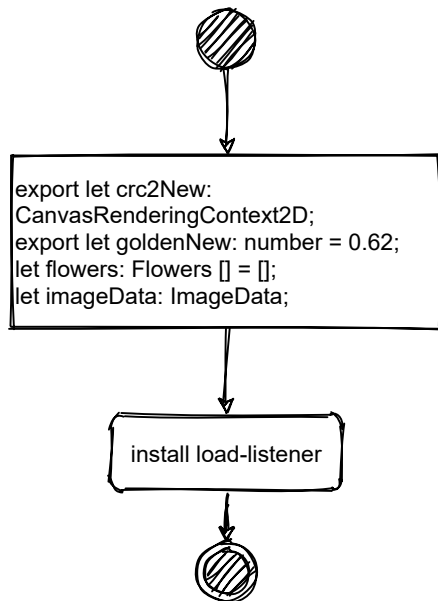 export let crc2New:
CanvasRenderingContext2D;
export let goldenNew: number = 0.62;
let flowers: Flowers [] = [];
let imageData: ImageData;
install load-listener